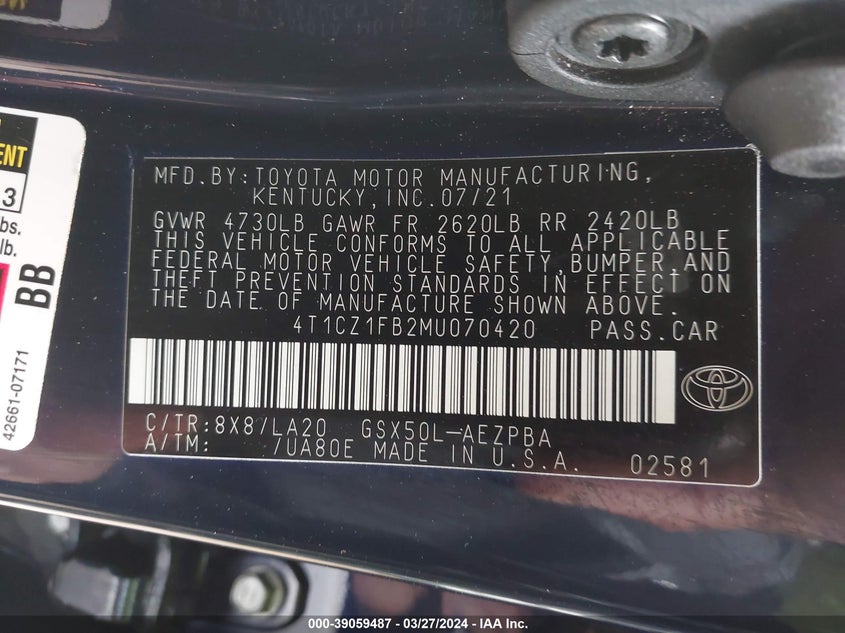 MFD.BY:TOYOTA MOTOR MANUFACTURING,
KENTUCKY,INC.07/21
GVWR 4730LB GAWR FR 2620LB RR 2420LB
THIS VEHICLE CONFORMS TO ALL APPLICABLE
FEDERAL MOTOR VEHICLE SAFETY,BUMPER,AND
THEFT PREVENTION STANDARDS IN EFFECT ON
THE DATE OF MANUFACTURE SHOWN ABOVE.
4T1CZ1FB2MU070420 PASS.CAR
C/TR:8X8/LA20 GSX50L-AEZPBA
A/TM: 7UA80E MADE IN U.S.A. 02581
3
lb.
BB
42661-07171
000-39059487 - 03/27/2024 - IAA Inc.